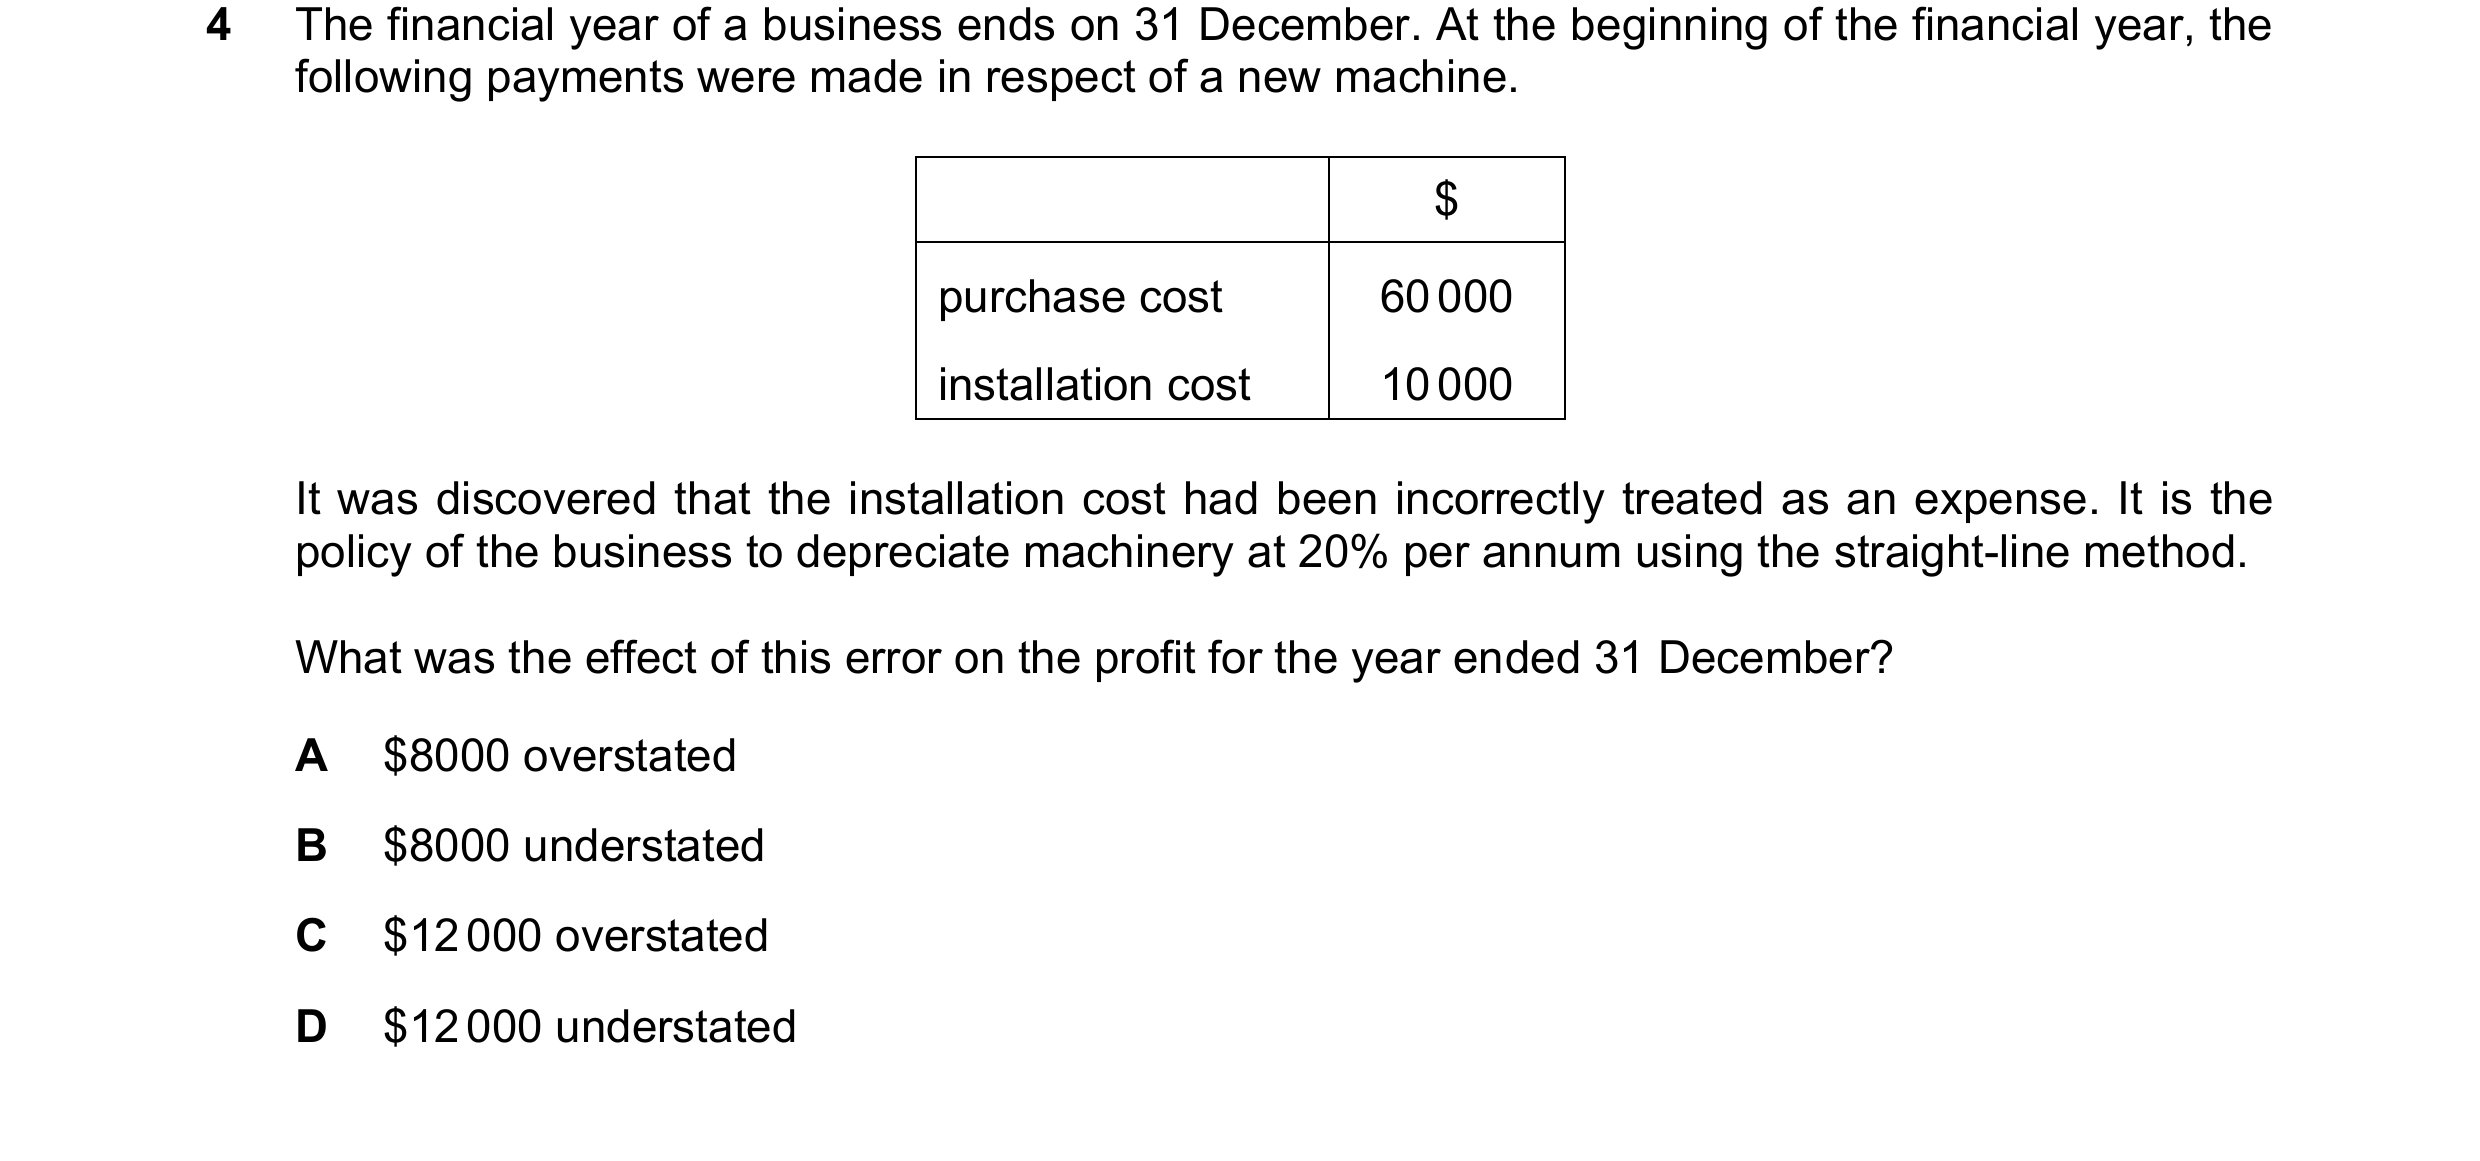 4 The financial year of a business ends on 31 December. At the beginning of the financial year, the
following payments were made in respect of a new machine.
$
purchase cost 60 000
installation cost 10 000
It was discovered that the installation cost had been incorrectly treated as an expense. It is the
policy of the business to depreciate machinery at 20% per annum using the straight-line method.
What was the effect of this error on the profit for the year ended 31 December?
A $8000 overstated
B $8000 understated
C $12 000 overstated
D $12 000 understated